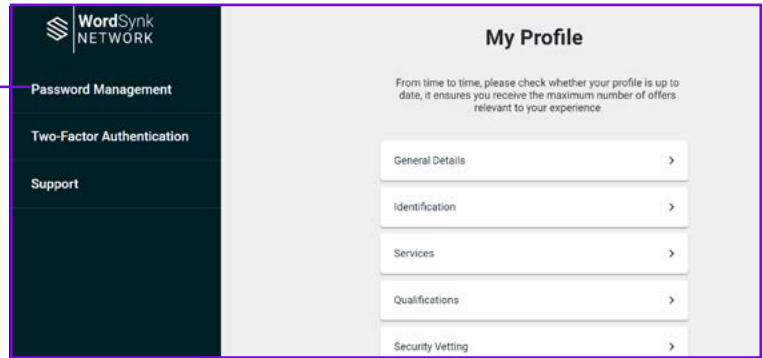 WordSynk
NETWORK
Password Management
Two-Factor Authentication
Support
My Profile
From time to time, please check whether your profile is up to
date, it ensures you receive the maximum number of offers
relevant to your experience
General Details
Identification
Services
Qualifications
Security Vetting